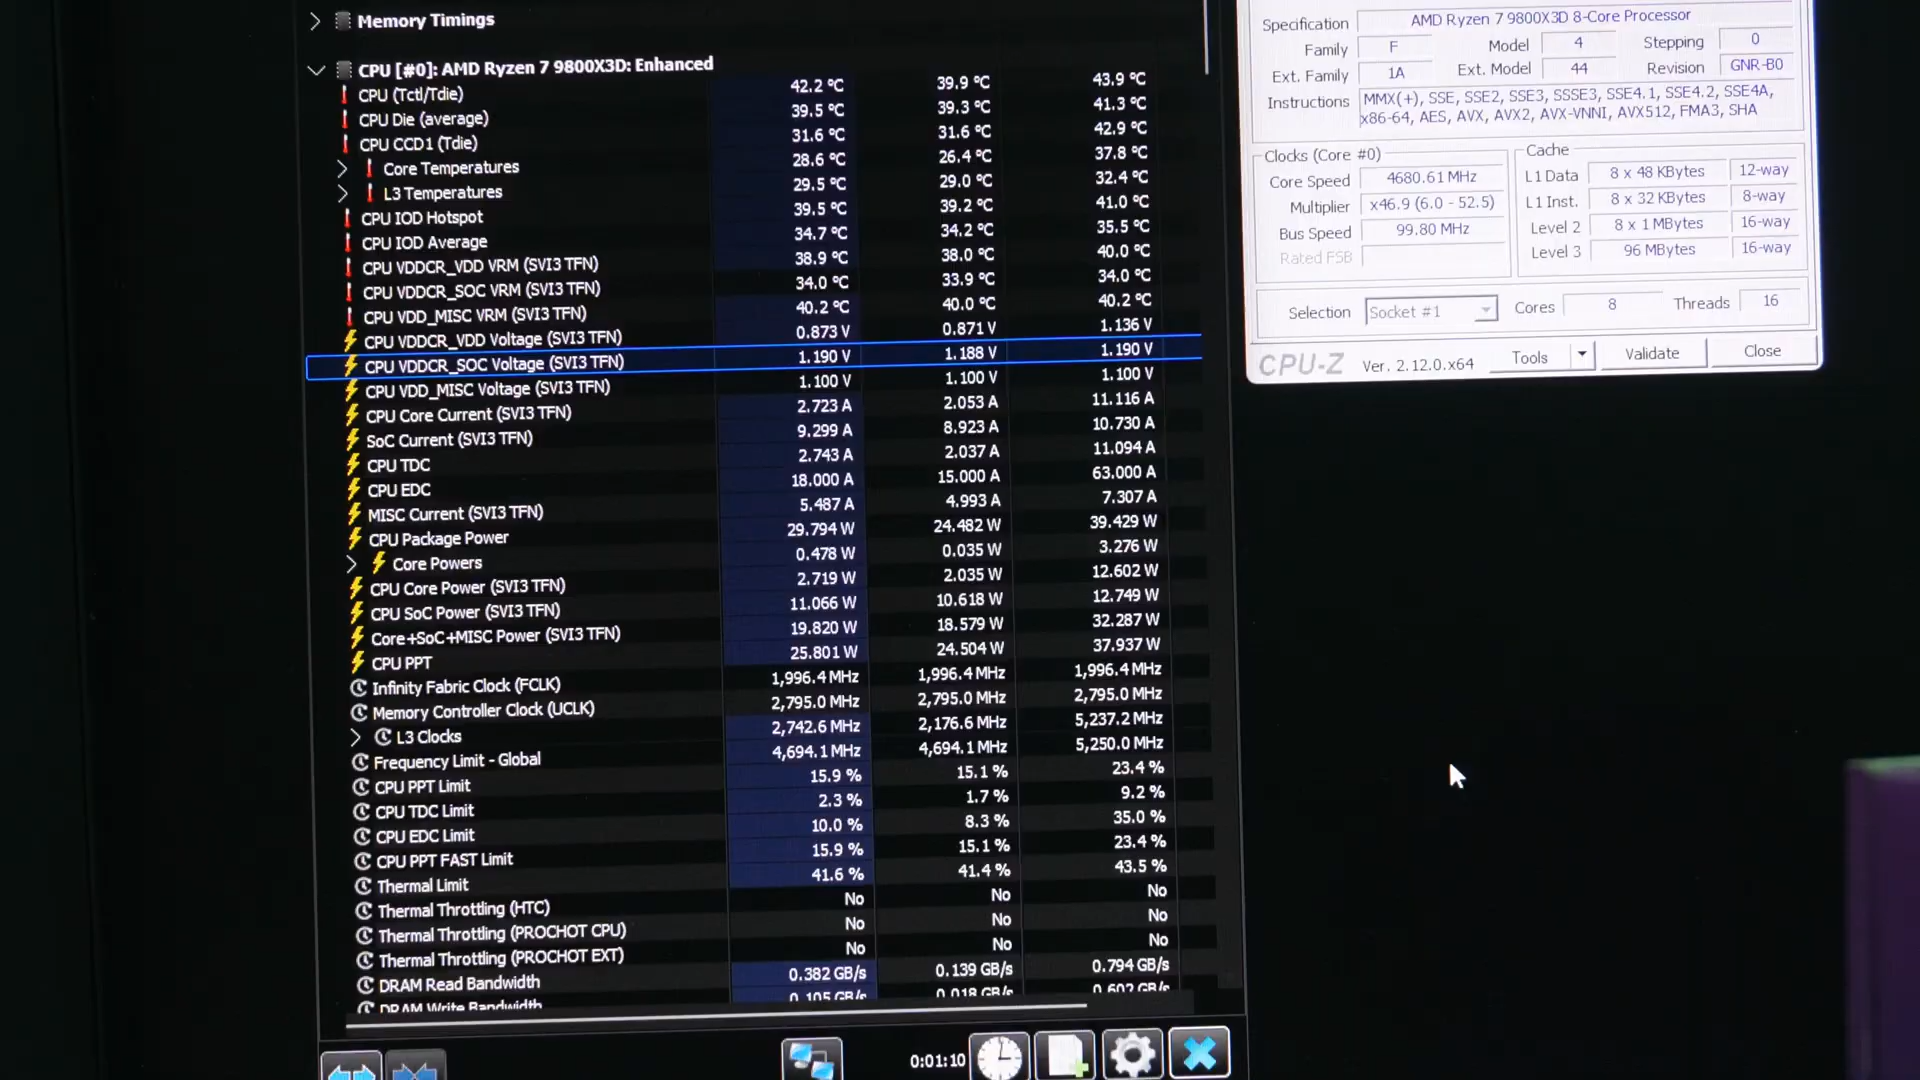 Memory Timings
CPU [#0]: AMD Ryzen 7 9800X3D: Enhanced
CPU (Tctl/Tdie) 42.2 °C 39.9 °C 43.9 °C
CPU Die (average) 39.5 °C 39.3 °C 41.3 °C
CPU CCD1 (Tdie) 31.6 °C 31.6 °C 42.9 °C
Core Temperatures 28.6 °C 26.4 °C 37.8 °C
L3 Temperatures 29.5 °C 29.0 °C 32.4 °C
CPU IOD Hotspot 39.5 °C 39.2 °C 41.0 °C
CPU IOD Average 34.7 °C 34.2 °C 35.5 °C
CPU VDDCR_VDD VRM (SVI3 TFN) 38.9 °C 38.0 °C 40.0 °C
CPU VDDCR_SOC VRM (SVI3 TFN) 34.0 °C 33.9 °C 34.0 °C
CPU VDD_MISC VRM (SVI3 TFN) 40.2 °C 40.0 °C 40.2 °C
CPU VDDCR_VDD Voltage (SVI3 TFN) 0.873 V 0.871 V 1.136 V
CPU VDDCR_SOC Voltage (SVI3 TFN) 1.190 V 1.188 V 1.190 V
CPU VDD_MISC Voltage (SVI3 TFN) 1.100 V 1.100 V 1.100 V
CPU Core Current (SVI3 TFN) 2.723 A 2.053 A 11.116 A
SoC Current (SVI3 TFN) 9.299 A 8.923 A 10.730 A
CPU TDC 2.743 A 2.037 A 11.094 A
CPU EDC 18.000 A 15.000 A 63.000 A
MISC Current (SVI3 TFN) 5.487 A 4.993 A 7.307 A
CPU Package Power 29.794 W 24.482 W 39.429 W
Core Powers 0.478 W 0.035 W 3.276 W
CPU Core Power (SVI3 TFN) 2.719 W 2.035 W 12.602 W
CPU SoC Power (SVI3 TFN) 11.066 W 10.618 W 12.749 W
Core+SoC+MISC Power (SVI3 TFN) 19.820 W 18.579 W 32.287 W
CPU PPT 25.801 W 24.504 W 37.937 W
Infinity Fabric Clock (FCLK) 1,996.4 MHz 1,996.4 MHz 1,996.4 MHz
Memory Controller Clock (UCLK) 2,795.0 MHz 2,795.0 MHz 2,795.0 MHz
L3 Clocks 2,742.6 MHz 2,176.6 MHz 5,237.2 MHz
Frequency Limit - Global 4,694.1 MHz 4,694.1 MHz 5,250.0 MHz
CPU PPT Limit 15.9 % 15.1 % 23.4 %
CPU TDC Limit 2.3 % 1.7 % 9.2 %
CPU EDC Limit 10.0 % 8.3 % 35.0 %
CPU PPT FAST Limit 15.9 % 15.1 % 23.4 %
Thermal Limit 41.6 % 41.4 % 43.5 %
Thermal Throttling (HTC) No No No
Thermal Throttling (PROCHOT CPU) No No No
Thermal Throttling (PROCHOT EXT) No No No
DRAM Read Bandwidth 0.382 GB/s 0.139 GB/s 0.794 GB/s
DRAM Write Bandwidth 0.105 GB/s 0.018 GB/s 0.602 GB/s
0:01:10
Specification AMD Ryzen 7 9800X3D 8-Core Processor
Family F Model 4 Stepping 0
Ext. Family 1A Ext. Model 44 Revision GNR-B0
Instructions MMX(+), SSE, SSE2, SSE3, SSSE3, SSE4.1, SSE4.2, SSE4A,
x86-64, AES, AVX, AVX2, AVX-VNNI, AVX512, FMA3, SHA
Clocks (Core #0)
Core Speed 4680.61 MHz
Multiplier x46.9 (6.0 - 52.5)
Bus Speed 99.80 MHz
Rated FSB
Cache
L1 Data 8 x 48 KBytes 12-way
L1 Inst. 8 x 32 KBytes 8-way
Level 2 8 x 1 MBytes 16-way
Level 3 96 MBytes 16-way
Selection Socket #1 Cores 8 Threads 16
CPU-Z Ver. 2.12.0.x64 Tools Validate Close